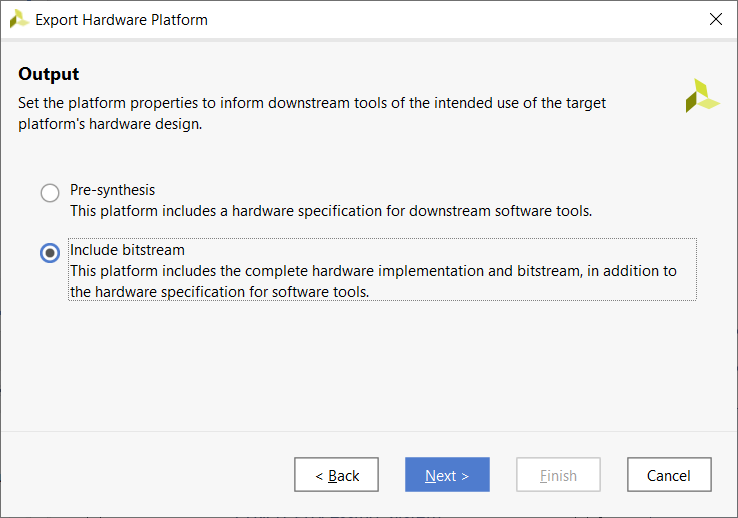 Export Hardware Platform
Output
Set the platform properties to inform downstream tools of the intended use of the target
platform's hardware design.
Pre-synthesis
This platform includes a hardware specification for downstream software tools.
Include bitstream
This platform includes the complete hardware implementation and bitstream, in addition to
the hardware specification for software tools.
< Back
Next >
Finish
Cancel